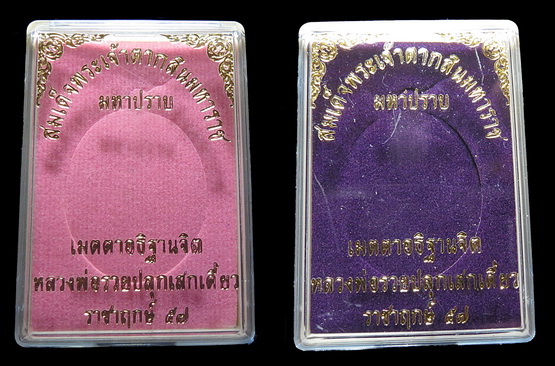 สมเด็จพระเจ้าตากสินมหาราช
มหาปราบ
เมตตาอธิฐานจิต
หลวงพ่อรวยปลุกเสกเดี่ยว
ราชาฤกษ์ ๕๗
สมเด็จพระเจ้าตากสินมหาราช
มหาปราบ
เมตตาอธิฐานจิต
หลวงพ่อรวยปลุกเสกเดี่ยว
ราชาฤกษ์ ๕๗